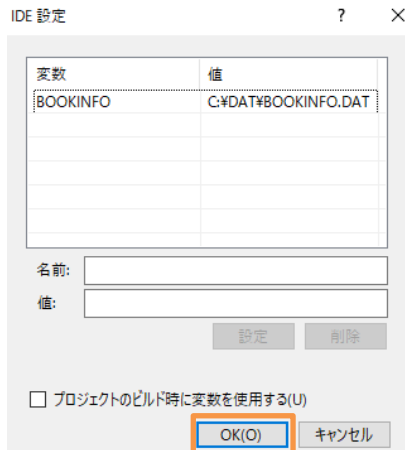 IDE 設定 ? ×
変数 値
BOOKINFO C:¥DAT¥BOOKINFO.DAT
名前:
値:
設定 削除
プロジェクトのビルド時に変数を使用する(U)
OK(O) キャンセル